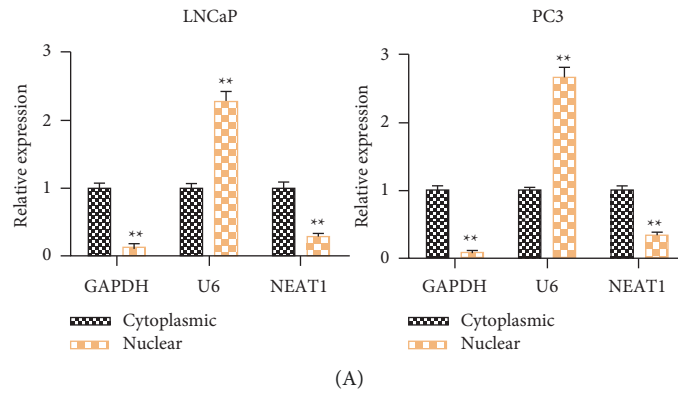 LNCaP
Relative expression
3
2
1
0
**
**
**
GAPDH
U6
NEAT1
Cytoplasmic
Nuclear
PC3
Relative expression
3
2
1
0
**
**
**
GAPDH
U6
NEAT1
Cytoplasmic
Nuclear
(A)